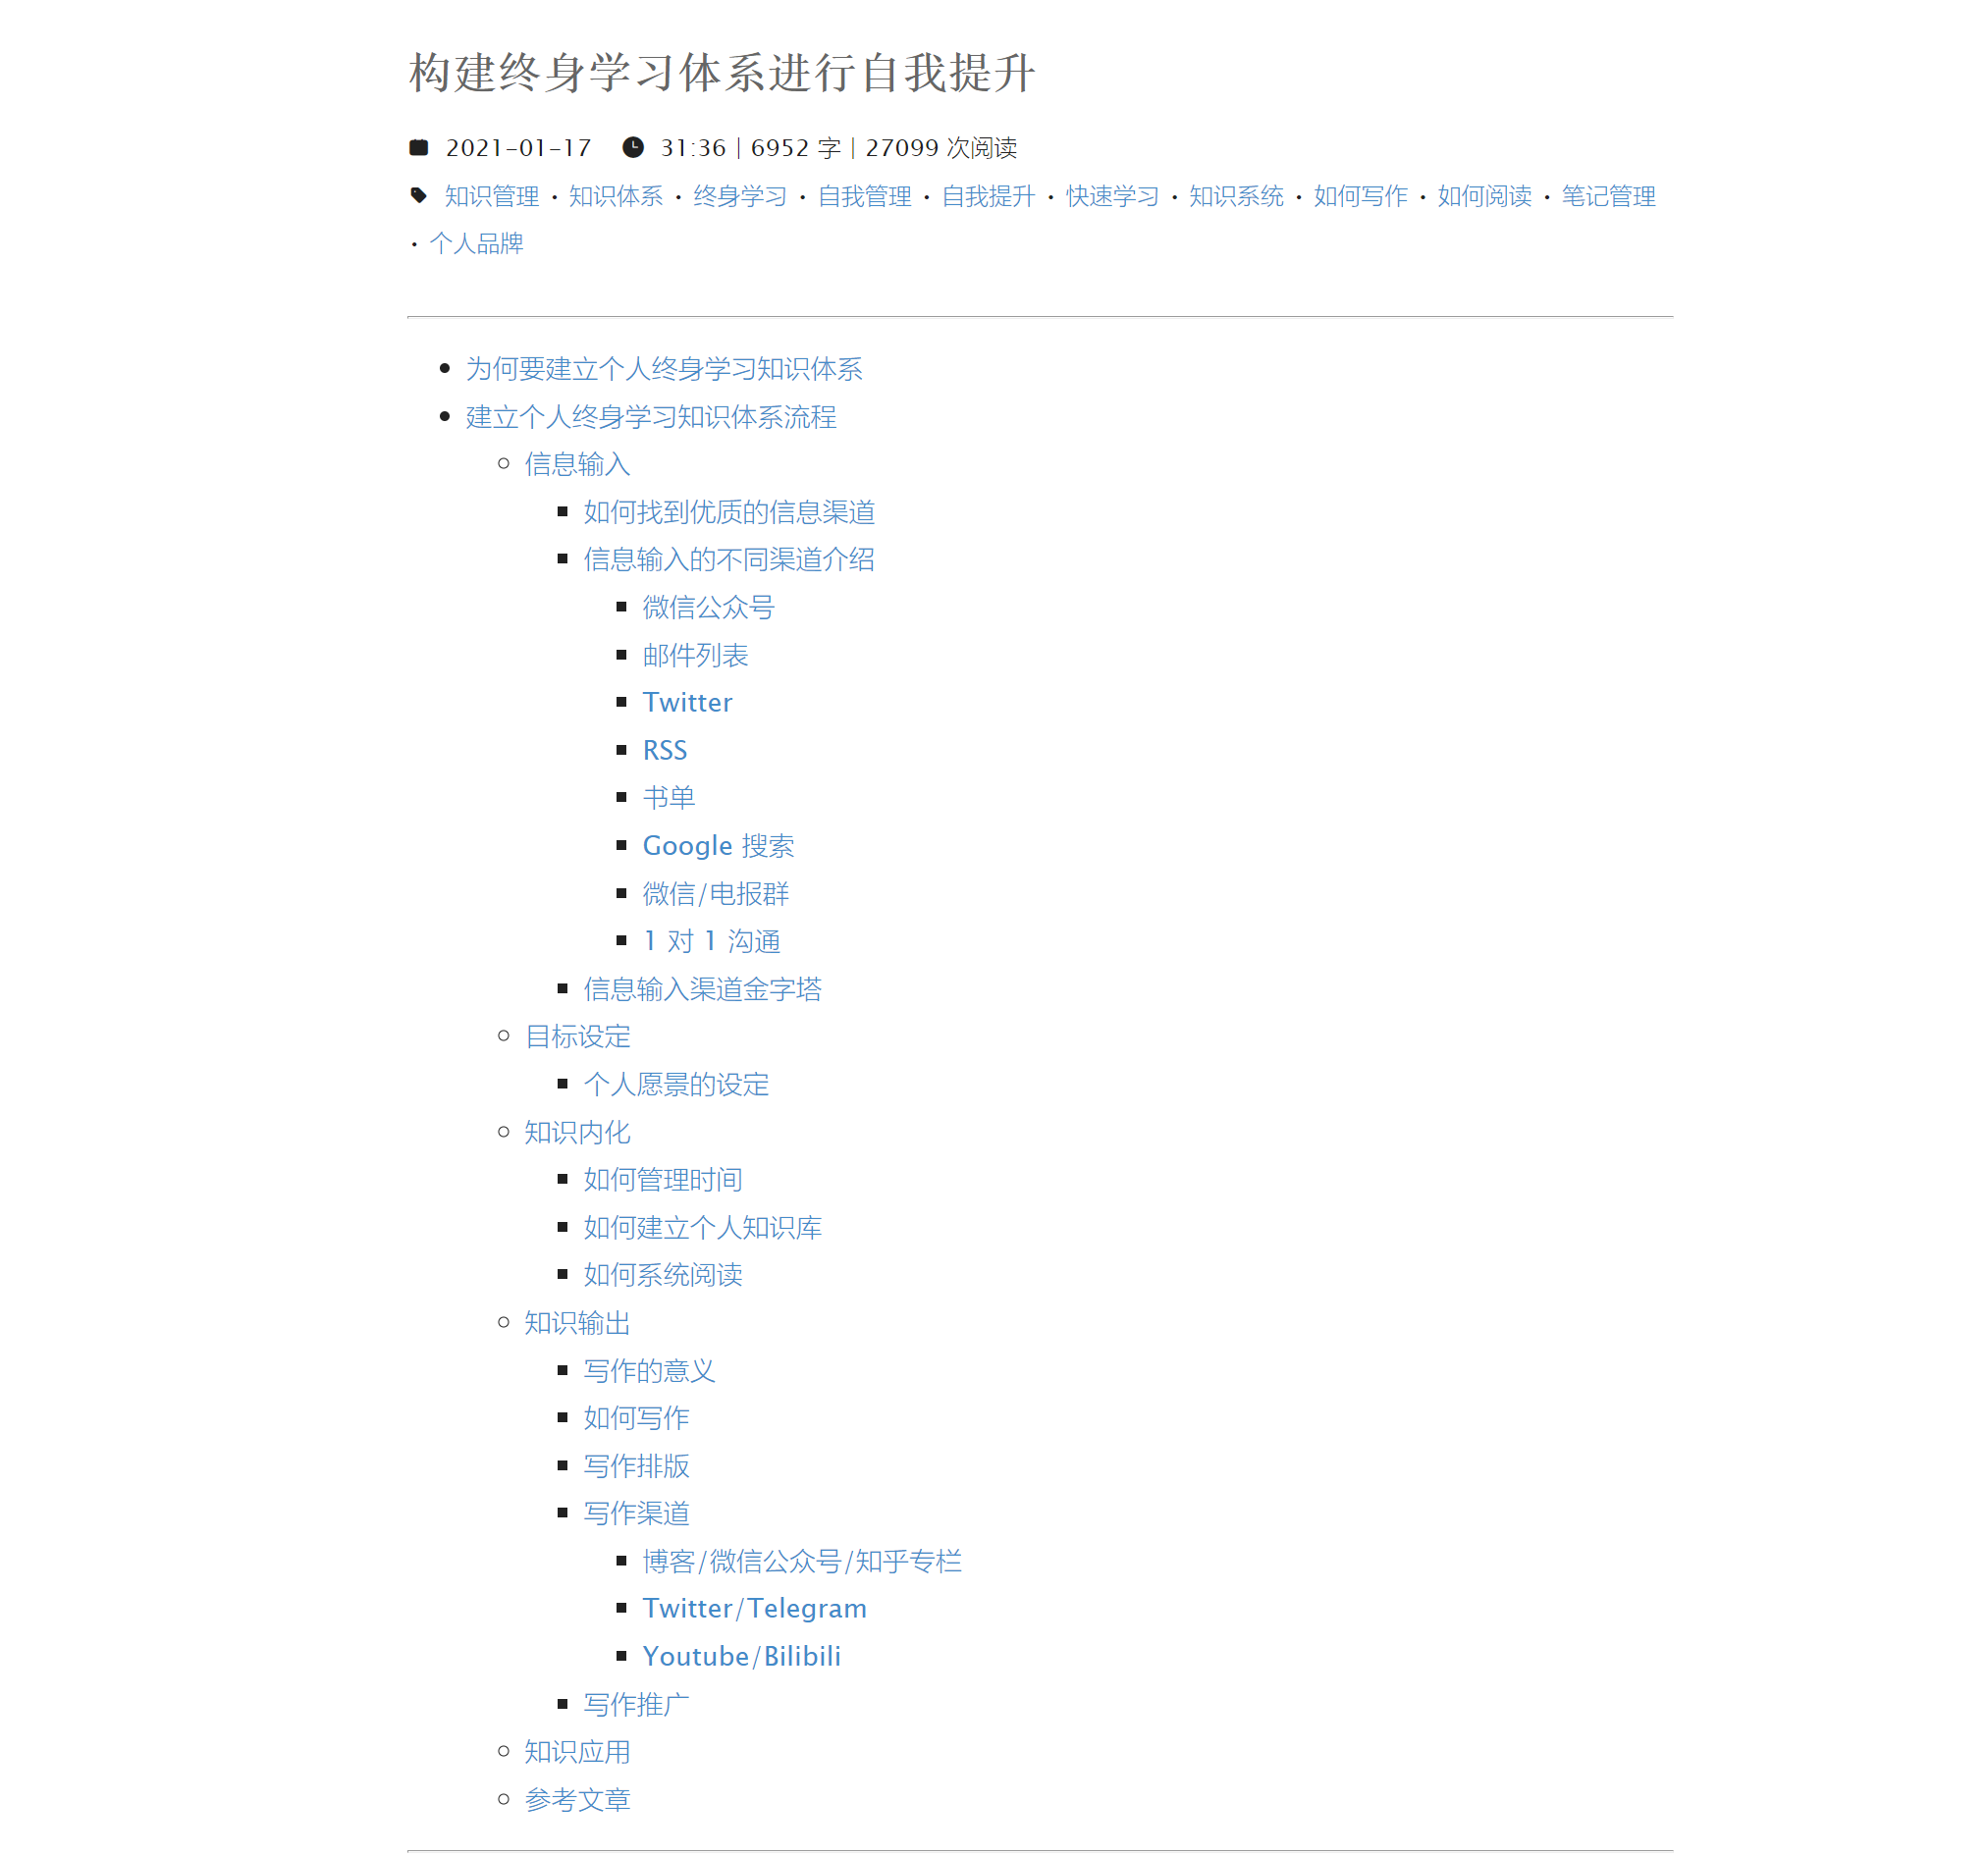 构建终身学习体系进行自我提升
2021-01-17 31:36 | 6952 字 | 27099 次阅读
知识管理 · 知识体系 · 终身学习 · 自我管理 · 自我提升 · 快速学习 · 知识系统 · 如何写作 · 如何阅读 · 笔记管理
· 个人品牌
为何要建立个人终身学习知识体系
建立个人终身学习知识体系流程
信息输入
如何找到优质的信息渠道
信息输入的不同渠道介绍
微信公众号
邮件列表
Twitter
RSS
书单
Google 搜索
微信/电报群
1 对 1 沟通
信息输入渠道金字塔
目标设定
个人愿景的设定
知识内化
如何管理时间
如何建立个人知识库
如何系统阅读
知识输出
写作的意义
如何写作
写作排版
写作渠道
博客/微信公众号/知乎专栏
Twitter/Telegram
Youtube/Bilibili
写作推广
知识应用
参考文章